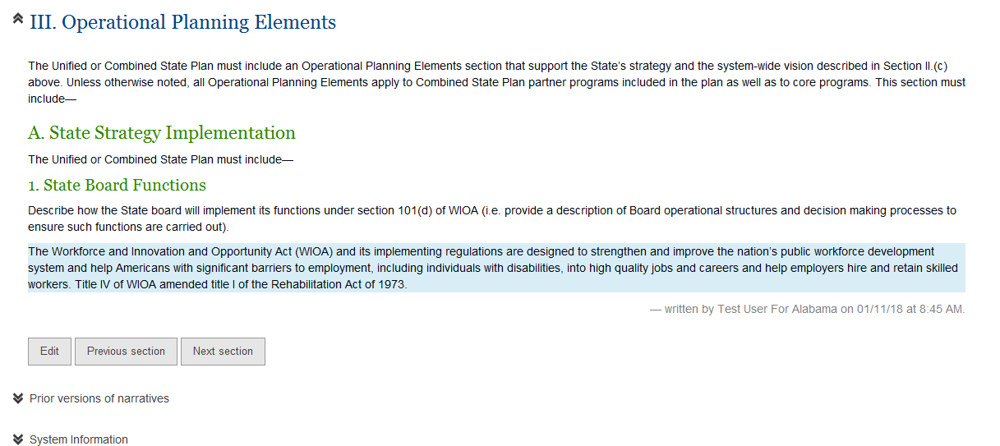 III. Operational Planning Elements
The Unified or Combined State Plan must include an Operational Planning Elements section that support the State's strategy and the system-wide vision described in Section II.(c)
above. Unless otherwise noted, all Operational Planning Elements apply to Combined State Plan partner programs included in the plan as well as to core programs. This section must
include—
A. State Strategy Implementation
The Unified or Combined State Plan must include—
1. State Board Functions
Describe how the State board will implement its functions under section 101(d) of WIOA (i.e. provide a description of Board operational structures and decision making processes to
ensure such functions are carried out).
The Workforce and Innovation and Opportunity Act (WIOA) and its implementing regulations are designed to strengthen and improve the nation's public workforce development
system and help Americans with significant barriers to employment, including individuals with disabilities, into high quality jobs and careers and help employers hire and retain skilled
workers. Title IV of WIOA amended title I of the Rehabilitation Act of 1973.
— written by Test User For Alabama on 01/11/18 at 8:45 AM.
Edit Previous section Next section
Prior versions of narratives
System Information